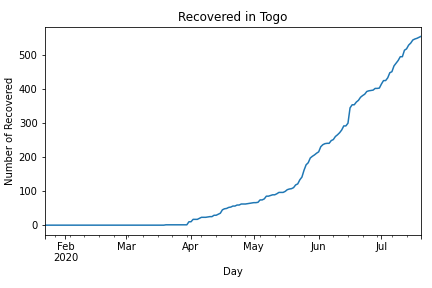 Recovered in Togo
Number of Recovered
500
400
300
200
100
0
Feb
2020
Mar
Apr
May
Jun
Jul
Day